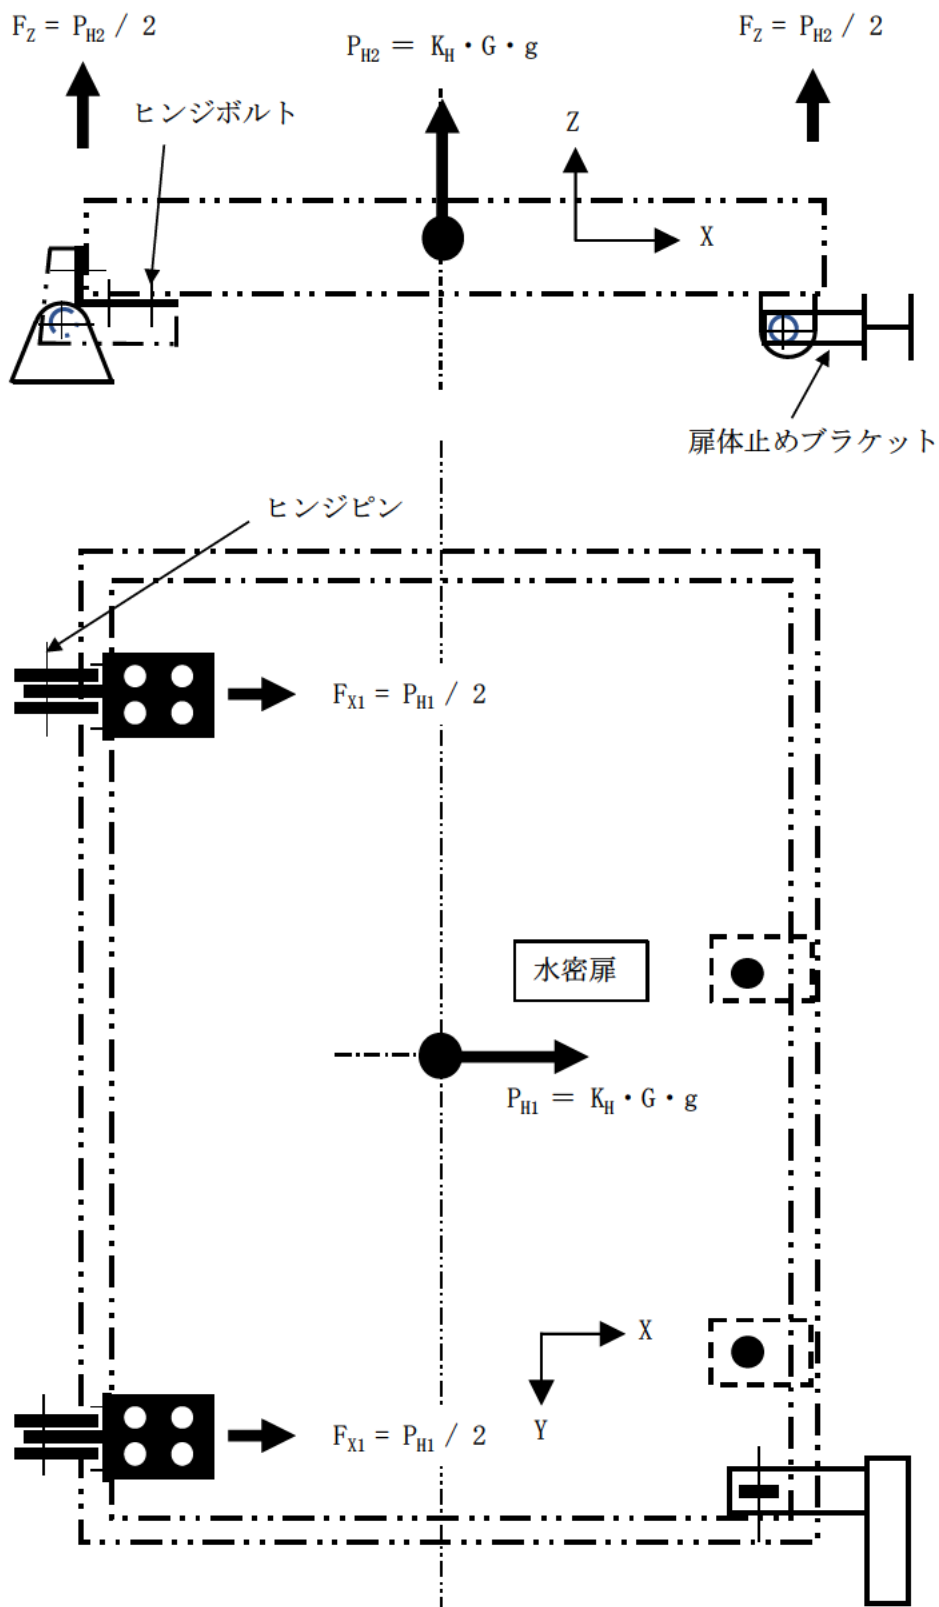 F_Z = P_H2 / 2
P_H2 = K_H・G・g
F_Z = P_H2 / 2
ヒンジボルト
Z
X
扉体止めブラケット
ヒンジピン
F_X1 = P_H1 / 2
水密扉
P_H1 = K_H・G・g
X
Y
F_X1 = P_H1 / 2